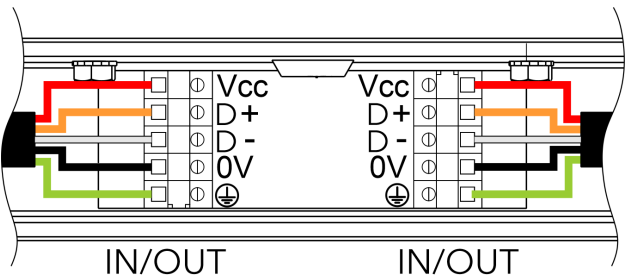 Vcc Vcc
D+ D+
D- D-
0V 0V
IN/OUT IN/OUT